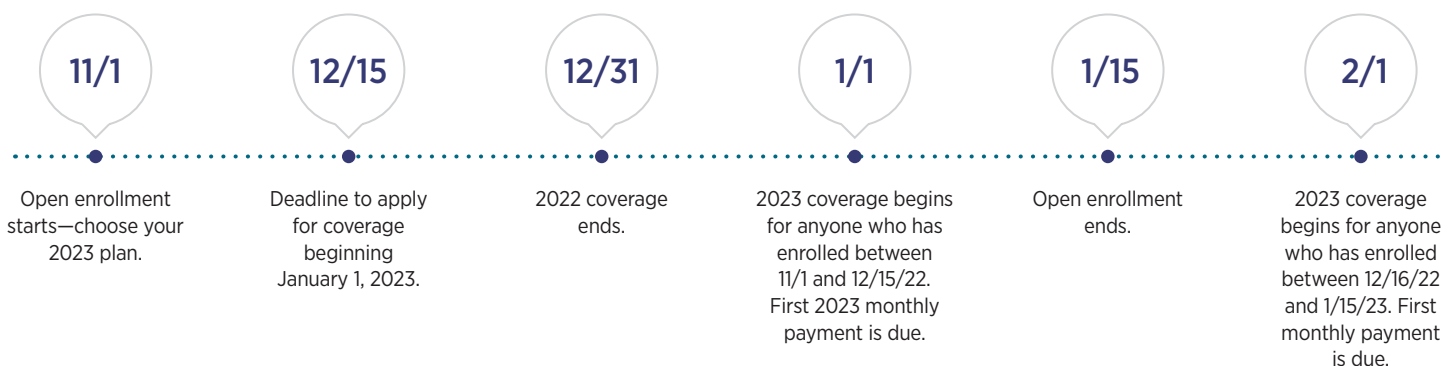 11/1
Open enrollment
starts—choose your
2023 plan.
12/15
Deadline to apply
for coverage
beginning
January 1, 2023.
12/31
2022 coverage
ends.
1/1
2023 coverage begins
for anyone who has
enrolled between
11/1 and 12/15/22.
First 2023 monthly
payment is due.
1/15
Open enrollment
ends.
2/1
2023 coverage
begins for anyone
who has enrolled
between 12/16/22
and 1/15/23. First
monthly payment
is due.